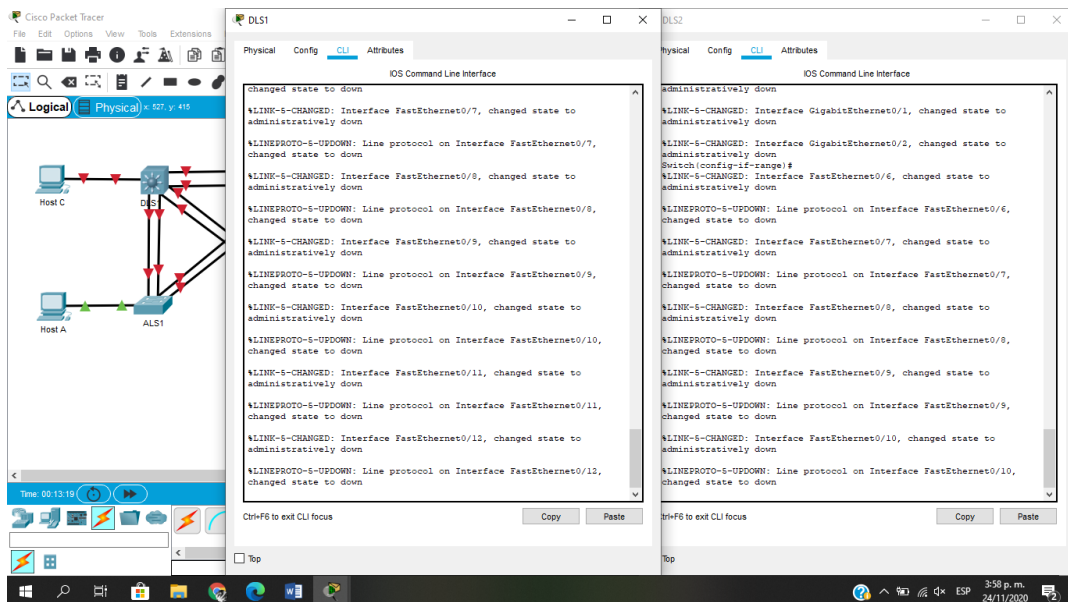 Cisco Packet Tracer
File Edit Options View Tools Extensions
Logical Physical x: 527, y: 415
Host C
DLS1
Host A
ALS1
Time: 00:13:19
DLS1
Physical Config CLI Attributes
IOS Command Line Interface
changed state to down
%LINK-5-CHANGED: Interface FastEthernet0/7, changed state to
administratively down
%LINEPROTO-5-UPDOWN: Line protocol on Interface FastEthernet0/7,
changed state to down
%LINK-5-CHANGED: Interface FastEthernet0/8, changed state to
administratively down
%LINEPROTO-5-UPDOWN: Line protocol on Interface FastEthernet0/8,
changed state to down
%LINK-5-CHANGED: Interface FastEthernet0/9, changed state to
administratively down
%LINEPROTO-5-UPDOWN: Line protocol on Interface FastEthernet0/9,
changed state to down
%LINK-5-CHANGED: Interface FastEthernet0/10, changed state to
administratively down
%LINEPROTO-5-UPDOWN: Line protocol on Interface FastEthernet0/10,
changed state to down
%LINK-5-CHANGED: Interface FastEthernet0/11, changed state to
administratively down
%LINEPROTO-5-UPDOWN: Line protocol on Interface FastEthernet0/11,
changed state to down
%LINK-5-CHANGED: Interface FastEthernet0/12, changed state to
administratively down
%LINEPROTO-5-UPDOWN: Line protocol on Interface FastEthernet0/12,
changed state to down
Ctrl+F6 to exit CLI focus
Copy Paste
Top
DLS2
Physical Config CLI Attributes
IOS Command Line Interface
administratively down
%LINK-5-CHANGED: Interface GigabitEthernet0/1, changed state to
administratively down
%LINK-5-CHANGED: Interface GigabitEthernet0/2, changed state to
administratively down
Switch(config-if-range)#
%LINK-5-CHANGED: Interface FastEthernet0/6, changed state to
administratively down
%LINEPROTO-5-UPDOWN: Line protocol on Interface FastEthernet0/6,
changed state to down
%LINK-5-CHANGED: Interface FastEthernet0/7, changed state to
administratively down
%LINEPROTO-5-UPDOWN: Line protocol on Interface FastEthernet0/7,
changed state to down
%LINK-5-CHANGED: Interface FastEthernet0/8, changed state to
administratively down
%LINEPROTO-5-UPDOWN: Line protocol on Interface FastEthernet0/8,
changed state to down
%LINK-5-CHANGED: Interface FastEthernet0/9, changed state to
administratively down
%LINEPROTO-5-UPDOWN: Line protocol on Interface FastEthernet0/9,
changed state to down
%LINK-5-CHANGED: Interface FastEthernet0/10, changed state to
administratively down
%LINEPROTO-5-UPDOWN: Line protocol on Interface FastEthernet0/10,
changed state to down
trl+F6 to exit CLI focus
Copy Paste
Top
ESP
3:58 p. m.
24/11/2020